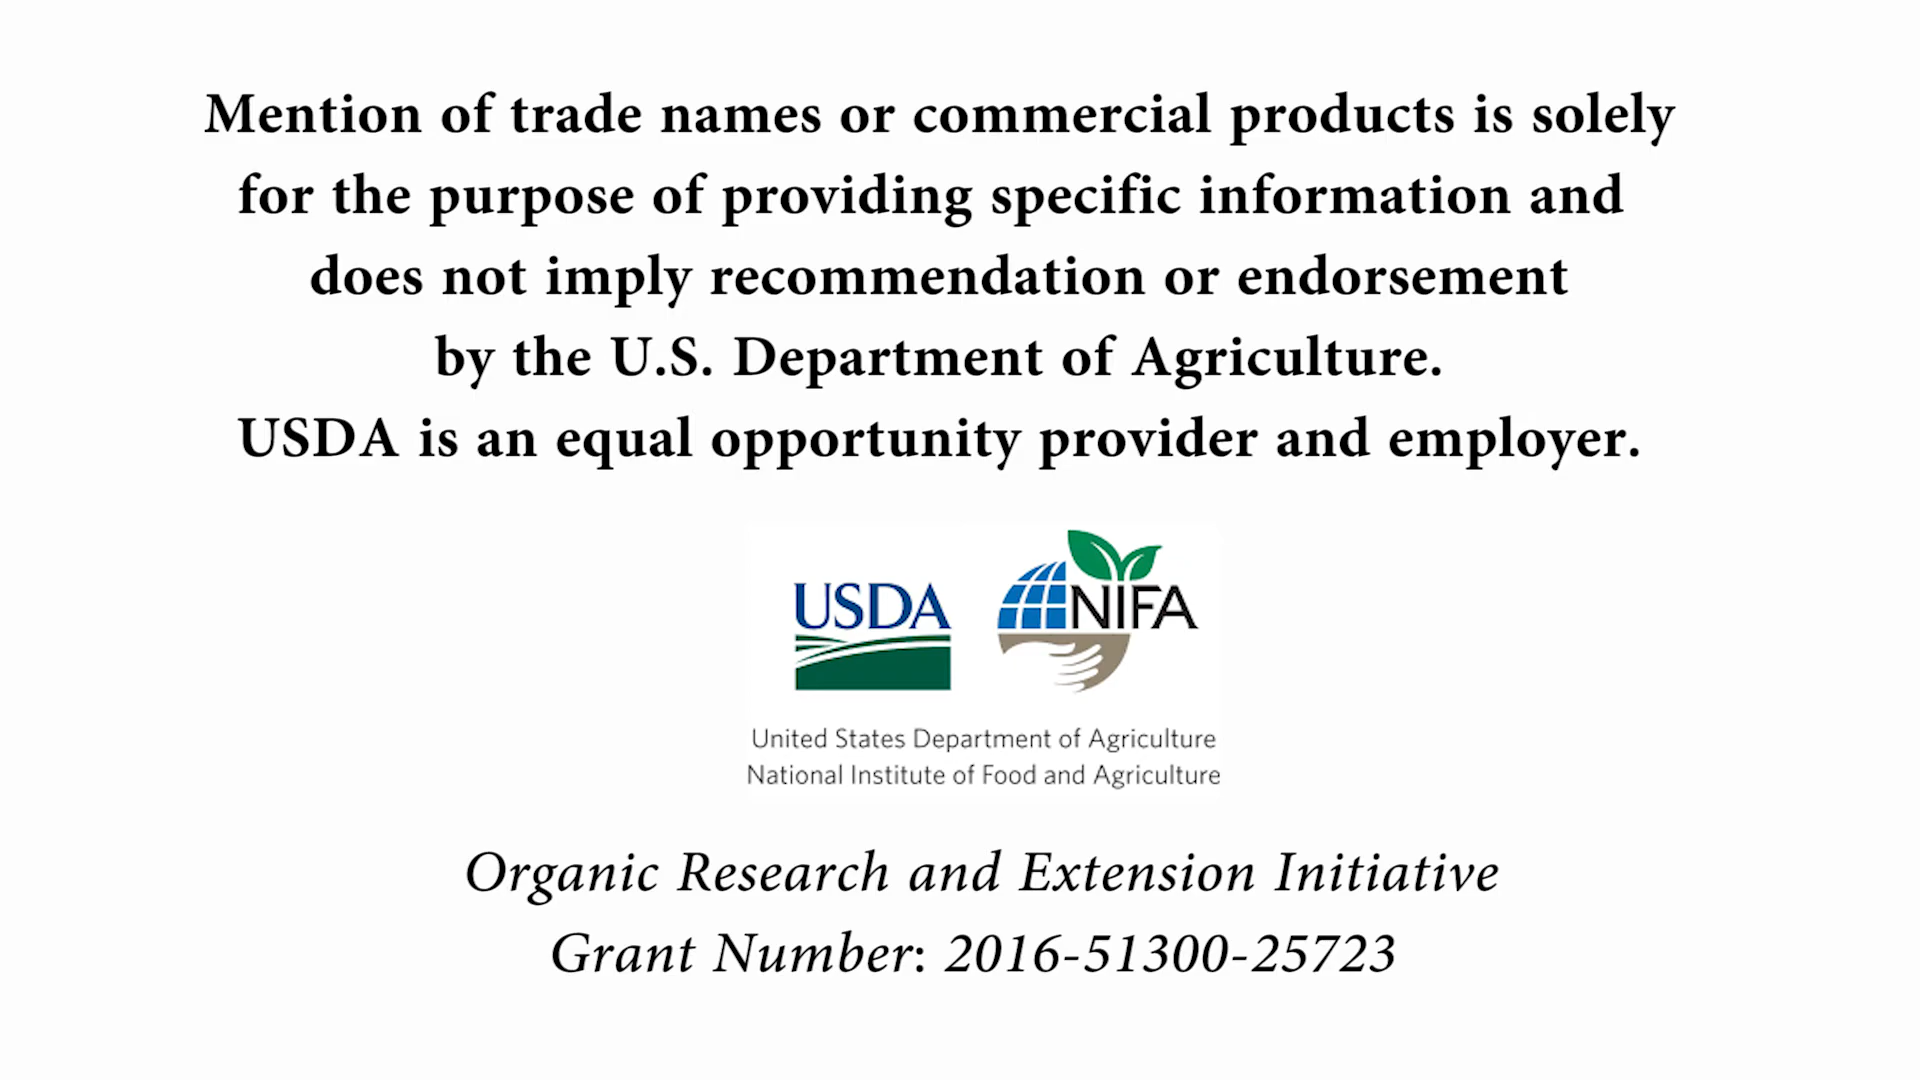 Mention of trade names or commercial products is solely
for the purpose of providing specific information and
does not imply recommendation or endorsement
by the U.S. Department of Agriculture.
USDA is an equal opportunity provider and employer.
USDA NIFA
United States Department of Agriculture
National Institute of Food and Agriculture
Organic Research and Extension Initiative
Grant Number: 2016-51300-25723